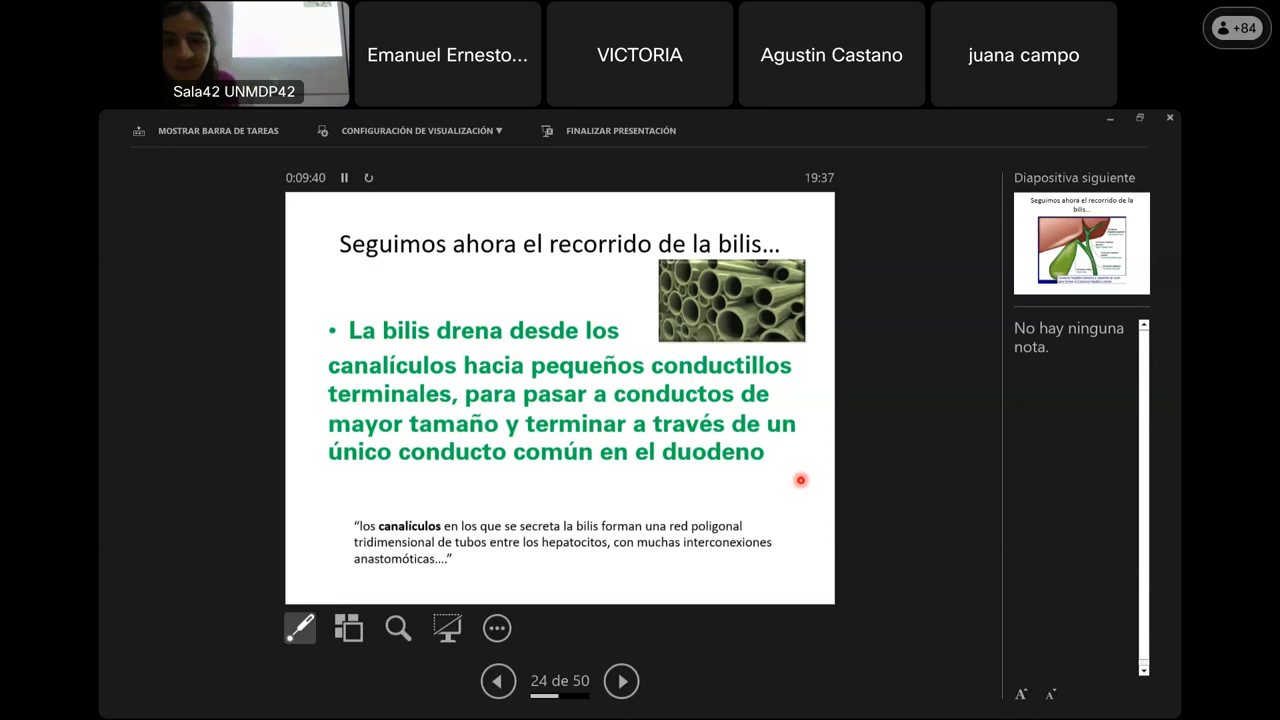 +84
Sala42 UNMDP42
Emanuel Ernesto...
VICTORIA
Agustin Castano
juana campo
MOSTRAR BARRA DE TAREAS
CONFIGURACIÓN DE VISUALIZACIÓN ▼
FINALIZAR PRESENTACIÓN
0:09:40
19:37
Seguimos ahora el recorrido de la bilis...
• La bilis drena desde los
canalículos hacia pequeños conductillos
terminales, para pasar a conductos de
mayor tamaño y terminar a través de un
único conducto común en el duodeno
“los canalículos en los que se secreta la bilis forman una red poligonal
tridimensional de tubos entre los hepatocitos, con muchas interconexiones
anastomóticas....”
24 de 50
Diapositiva siguiente
Seguimos ahora el recorrido de la
bilis...
No hay ninguna
nota.
A A